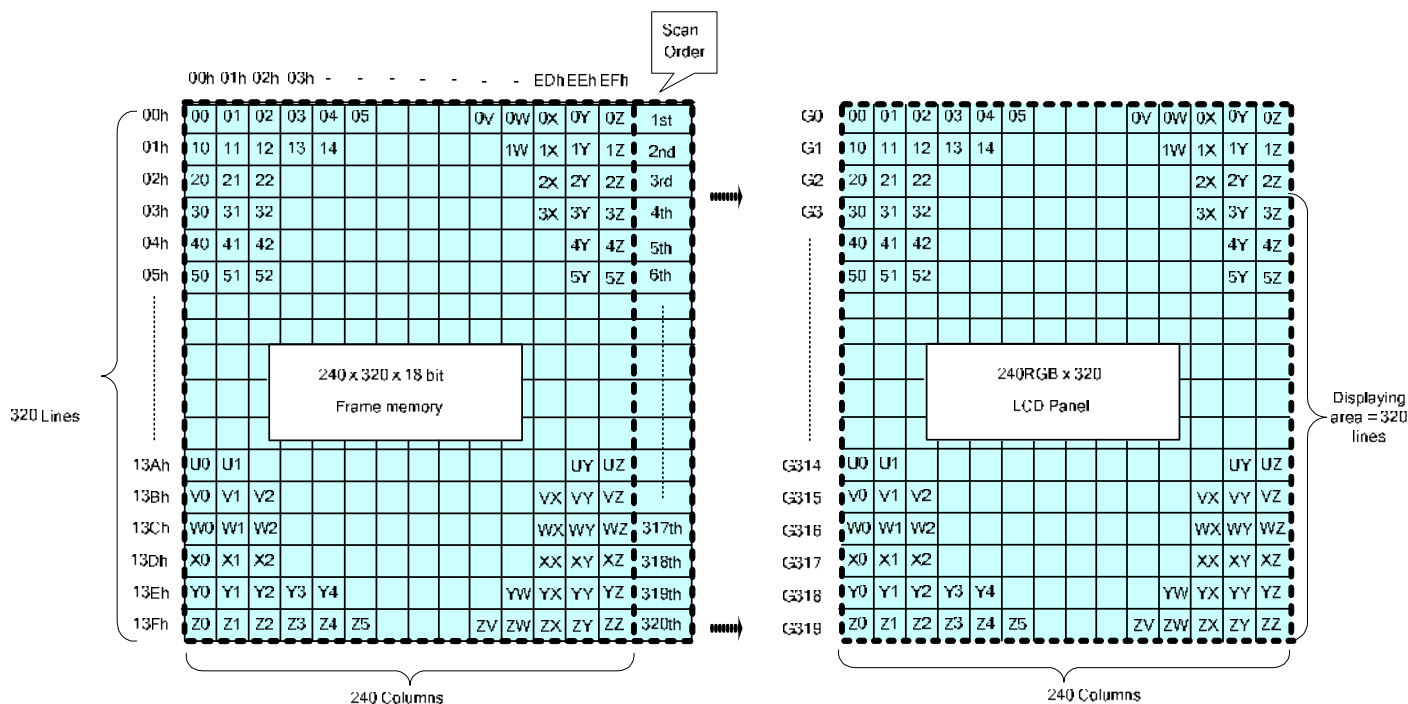 Scan
Order
00h 01h 02h 03h - - - - - - EDh EEh EFh
00h 00 01 02 03 04 05 0V 0W 0X 0Y 0Z 1st
01h 10 11 12 13 14 1W 1X 1Y 1Z 2nd
02h 20 21 22 2X 2Y 2Z 3rd
03h 30 31 32 3X 3Y 3Z 4th
04h 40 41 42 4Y 4Z 5th
05h 50 51 52 5Y 5Z 6th
240 x 320 x 18 bit
Frame memory
320 Lines
13Ah U0 U1 UY UZ
13Bh V0 V1 V2 VX VY VZ
13Ch W0 W1 W2 WX WY WZ 317th
13Dh X0 X1 X2 XX XY XZ 318th
13Eh Y0 Y1 Y2 Y3 Y4 YW YX YY YZ 319th
13Fh Z0 Z1 Z2 Z3 Z4 Z5 ZV ZW ZX ZY ZZ 320th
240 Columns
G0 00 01 02 03 04 05 0V 0W 0X 0Y 0Z
G1 10 11 12 13 14 1W 1X 1Y 1Z
G2 20 21 22 2X 2Y 2Z
G3 30 31 32 3X 3Y 3Z
40 41 42 4Y 4Z
50 51 52 5Y 5Z
240RGB x 320
LCD Panel
Displaying
area = 320
lines
G314 U0 U1 UY UZ
G315 V0 V1 V2 VX VY VZ
G316 W0 W1 W2 WX WY WZ
G317 X0 X1 X2 XX XY XZ
G318 Y0 Y1 Y2 Y3 Y4 YW YX YY YZ
G319 Z0 Z1 Z2 Z3 Z4 Z5 ZV ZW ZX ZY ZZ
240 Columns